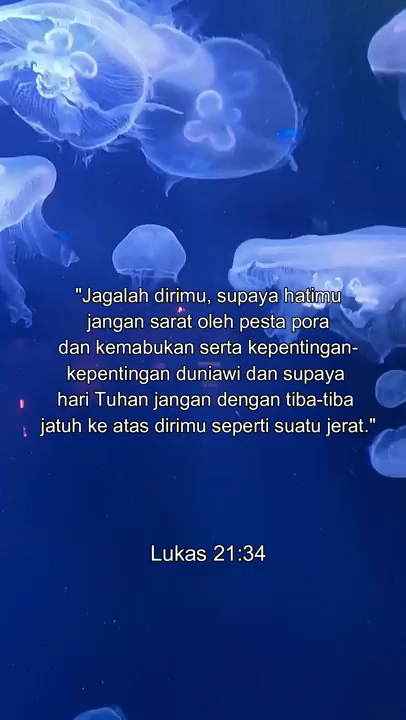 "Jagalah dirimu, supaya hatimu
jangan sarat oleh pesta pora
dan kemabukan serta kepentingan-
kepentingan duniawi dan supaya
hari Tuhan jangan dengan tiba-tiba
jatuh ke atas dirimu seperti suatu jerat."
Lukas 21:34